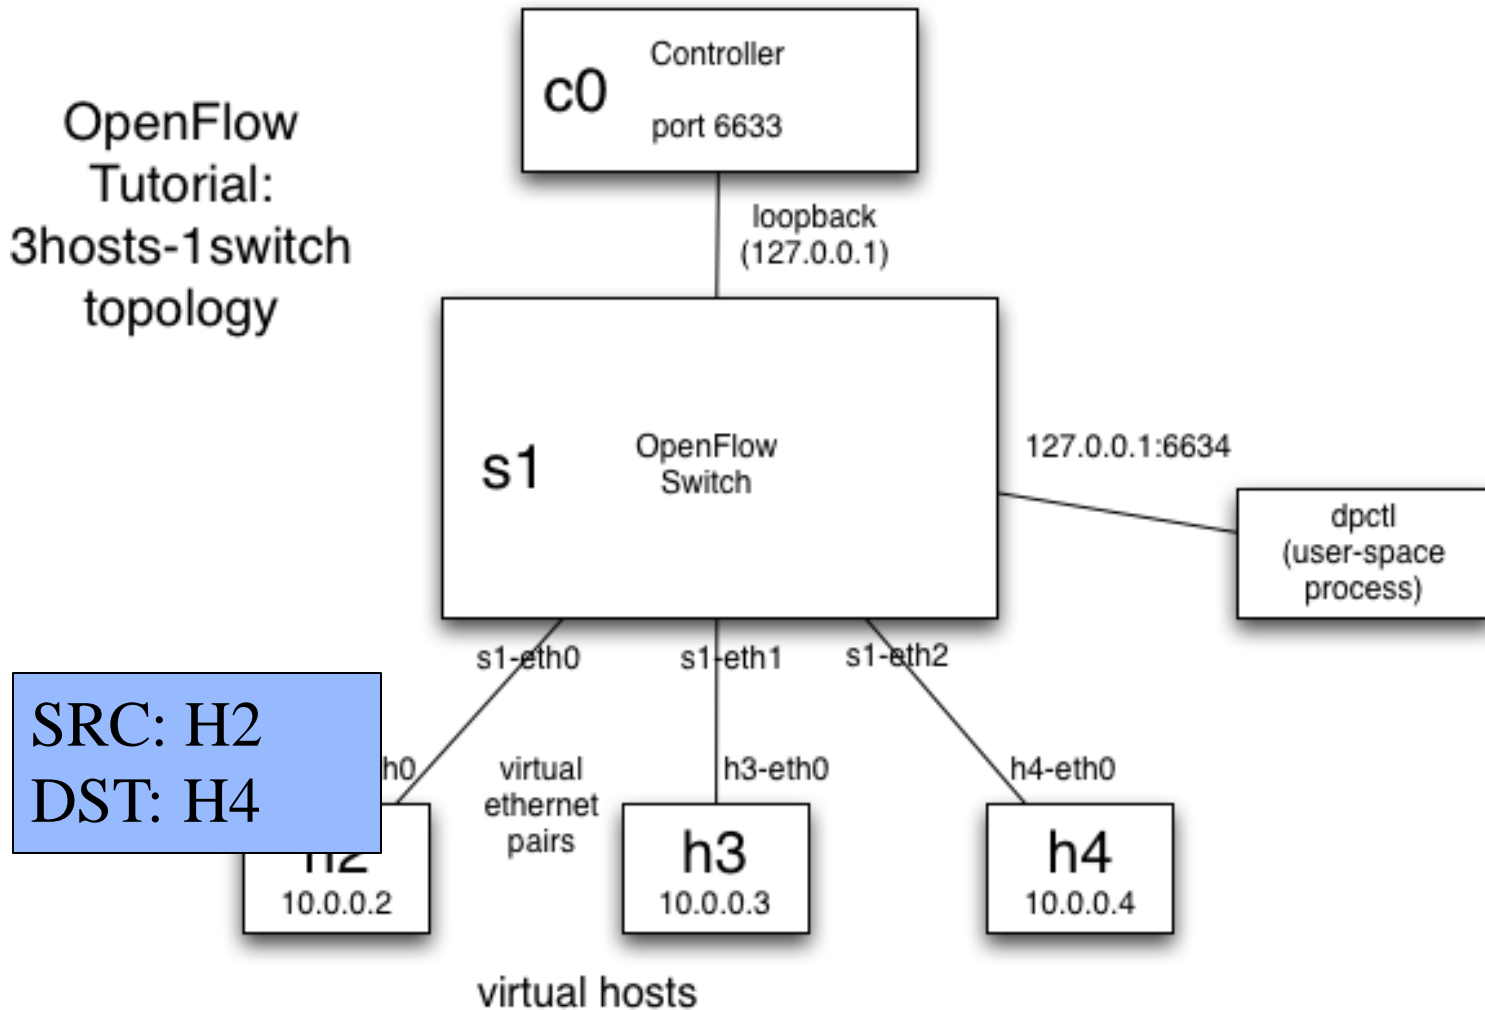 OpenFlow
Tutorial:
3hosts-1switch
topology
c0
Controller
port 6633
loopback
(127.0.0.1)
s1
OpenFlow
Switch
127.0.0.1:6634
dpctl
(user-space
process)
s1-eth0
s1-eth1
s1-eth2
SRC: H2
DST: H4
h0
virtual
ethernet
pairs
h3-eth0
h4-eth0
h2
10.0.0.2
h3
10.0.0.3
h4
10.0.0.4
virtual hosts